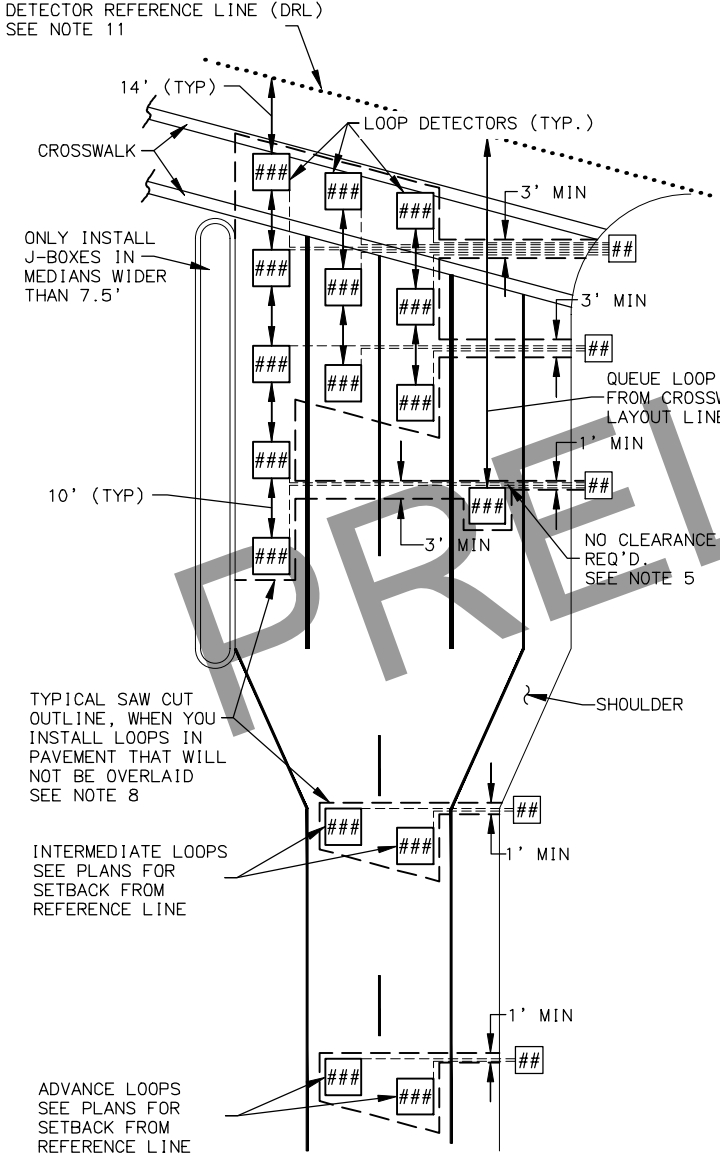 DETECTOR REFERENCE LINE (DRL)
SEE NOTE 11
14' (TYP)
LOOP DETECTORS (TYP.)
CROSSWALK
###
###
###
3' MIN
##
ONLY INSTALL
J-BOXES IN
MEDIANS WIDER
THAN 7.5'
###
###
###
3' MIN
##
###
###
###
QUEUE LOOP
FROM CROSSW
LAYOUT LINE
1' MIN
###
##
10' (TYP)
###
###
3' MIN
NO CLEARANCE
REQ'D.
SEE NOTE 5
PREL
TYPICAL SAW CUT
OUTLINE, WHEN YOU
INSTALL LOOPS IN
PAVEMENT THAT WILL
NOT BE OVERLAID
SEE NOTE 8
SHOULDER
###
###
##
1' MIN
INTERMEDIATE LOOPS
SEE PLANS FOR
SETBACK FROM
REFERENCE LINE
1' MIN
###
###
##
ADVANCE LOOPS
SEE PLANS FOR
SETBACK FROM
REFERENCE LINE